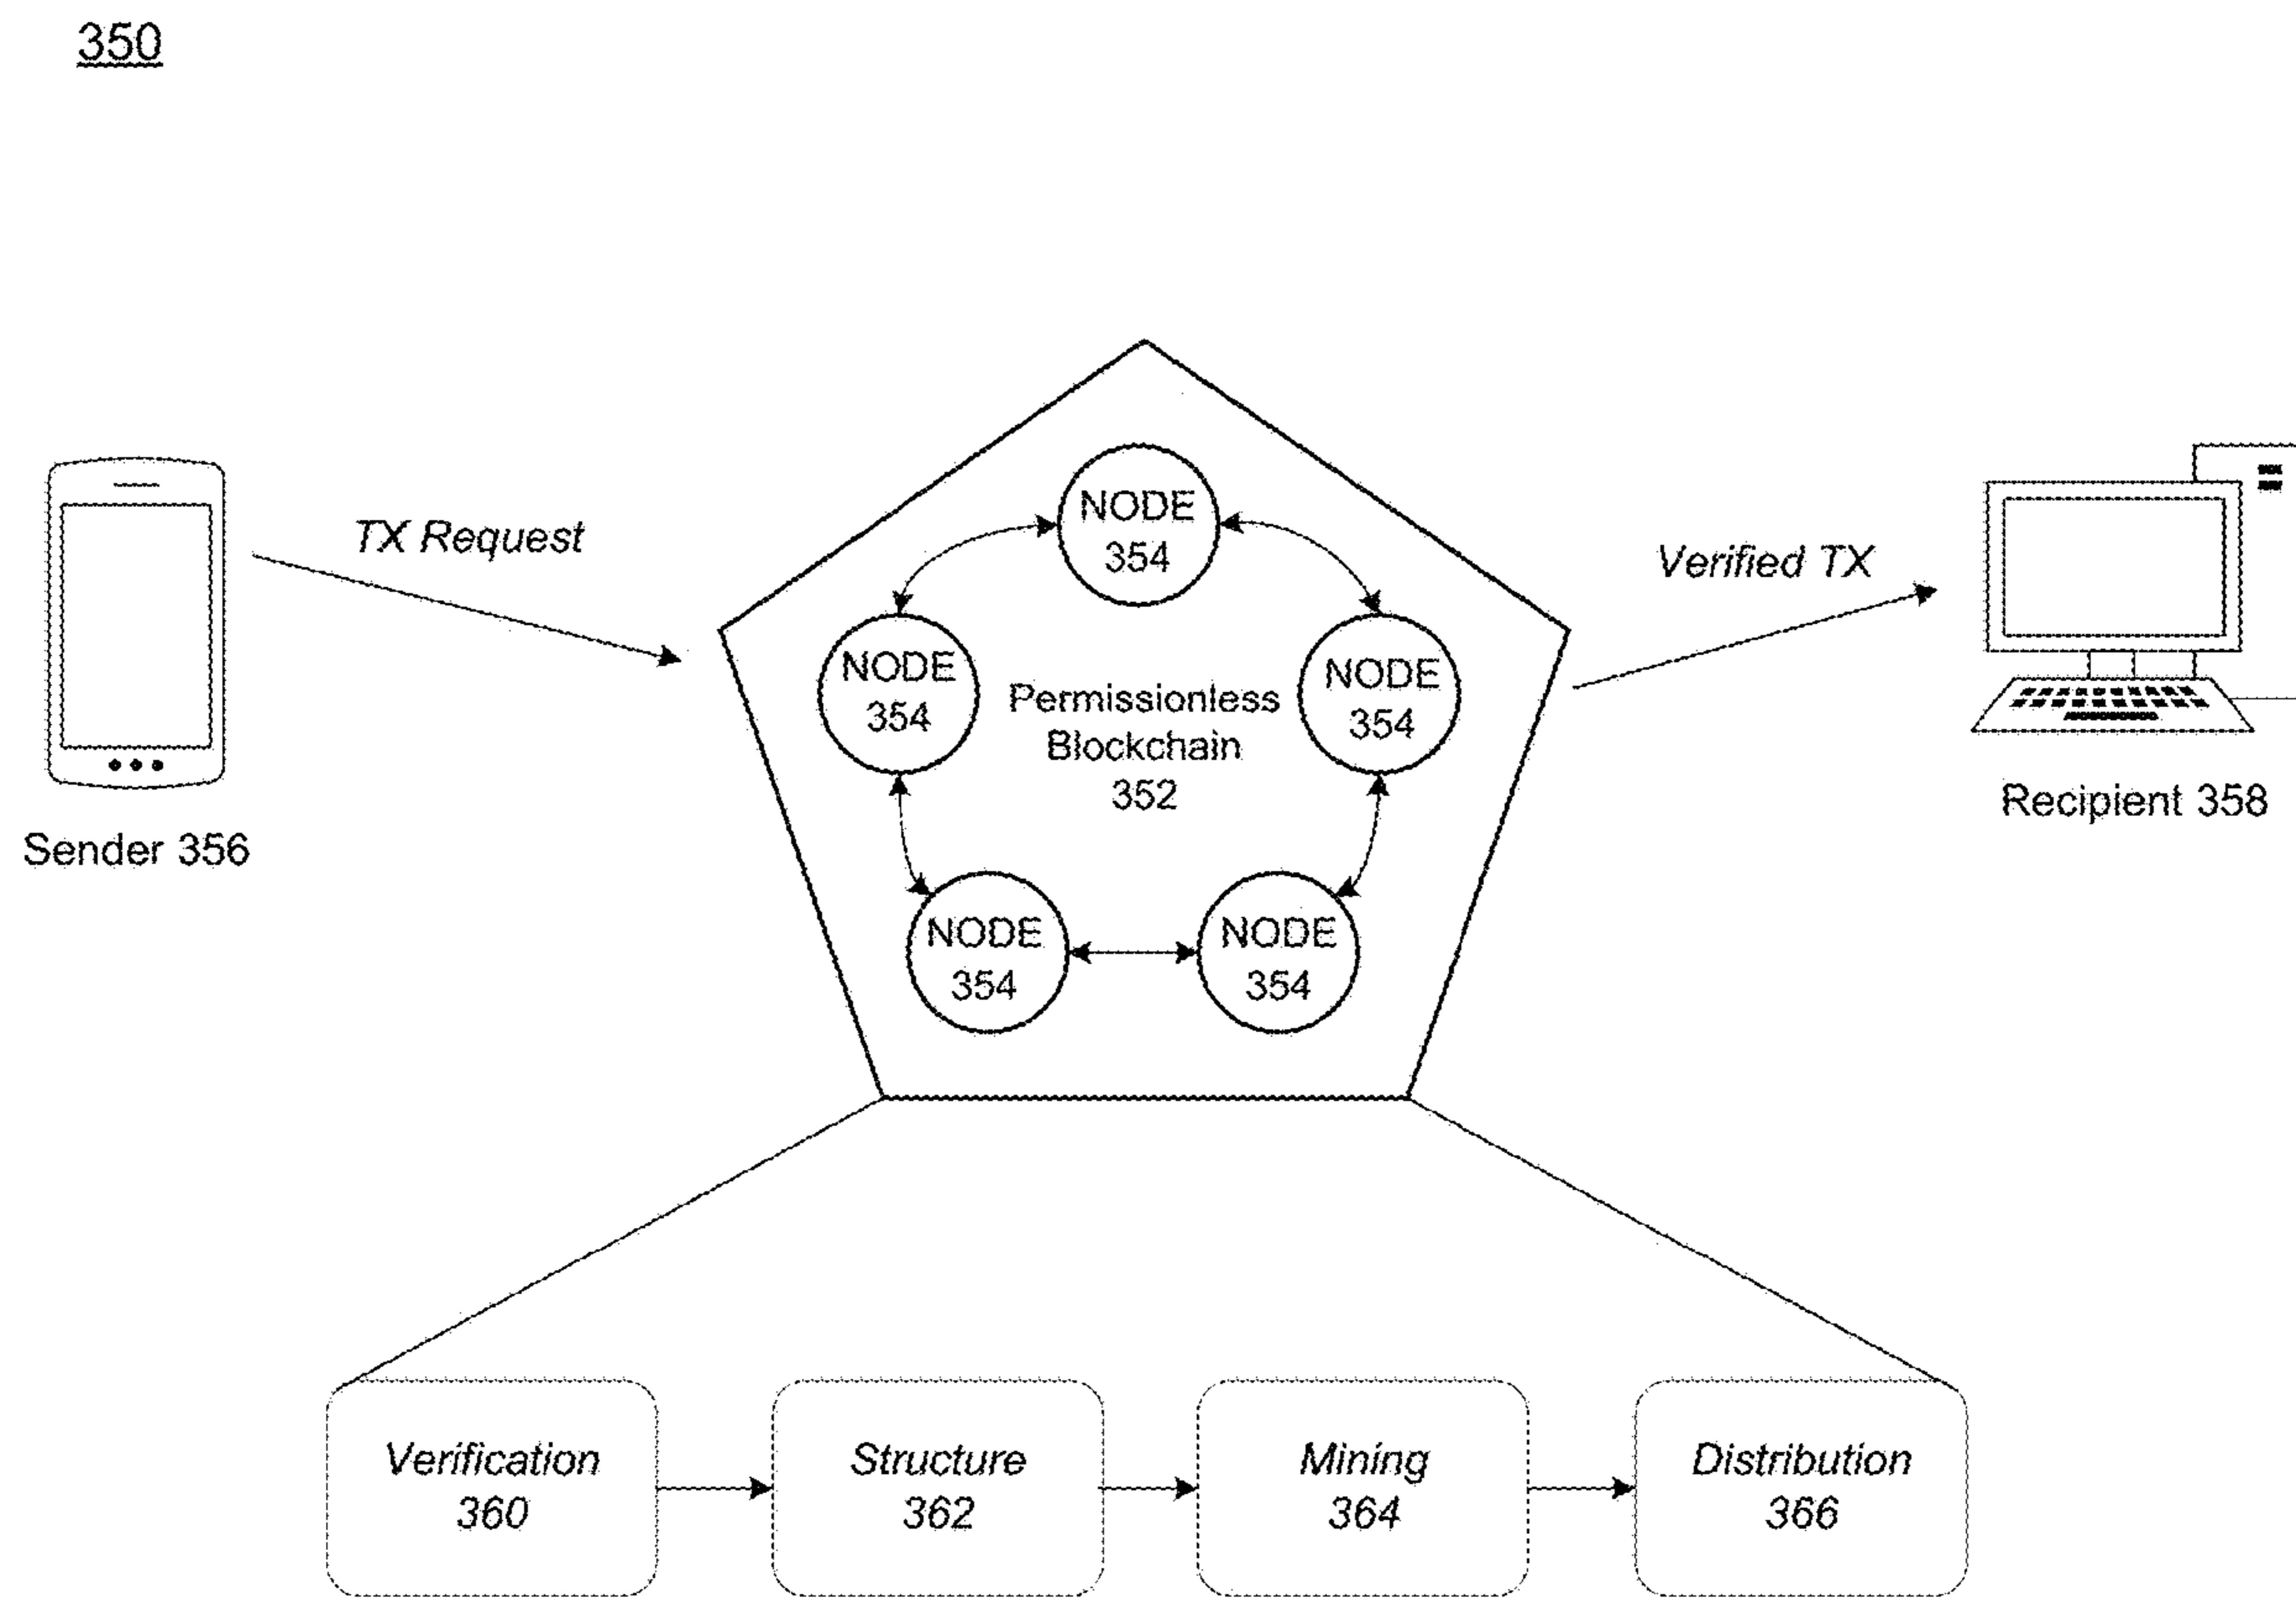 350
TX Request
Verified TX
NODE
354
NODE
354
NODE
354
Permissionless
Blockchain
352
NODE
354
NODE
354
Sender 356
Recipient 358
Verification
360
Structure
362
Mining
364
Distribution
366